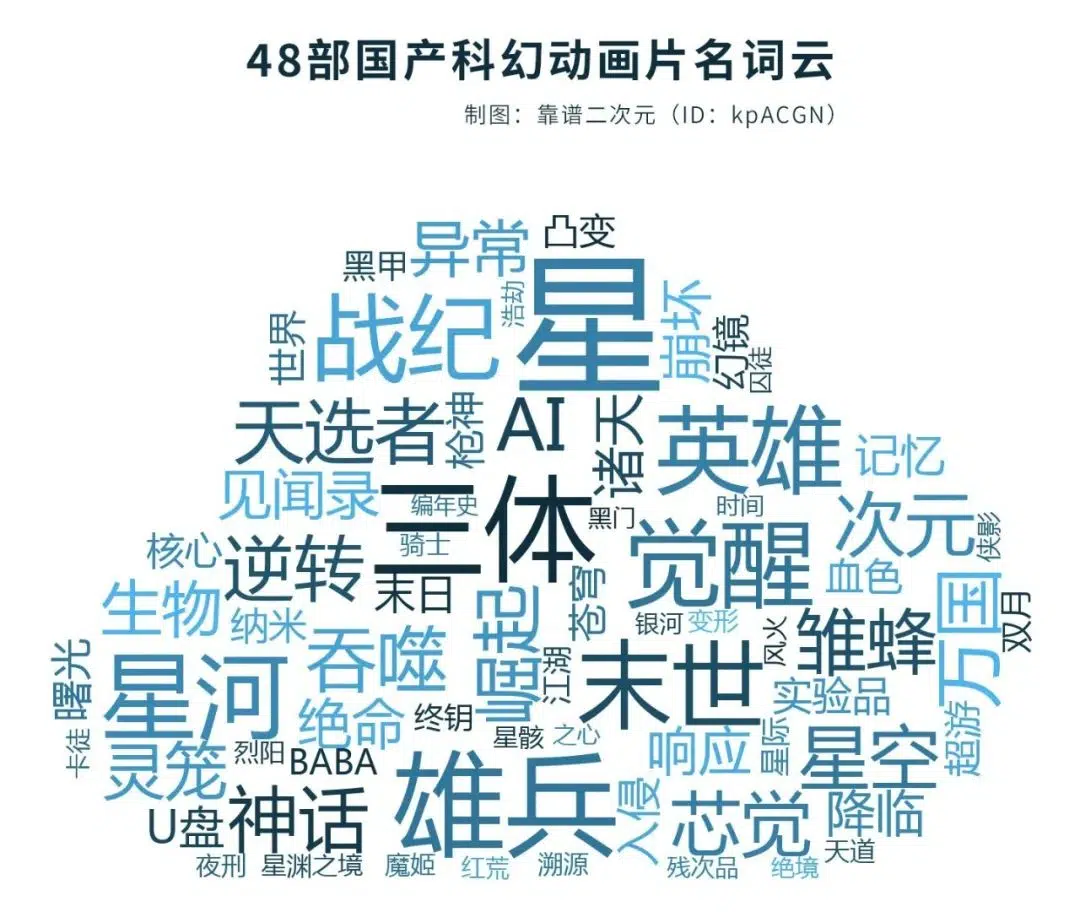 48部国产科幻动画片名词云
制图：靠谱二次元（ID：kpACGN）
凸变
异常
黑甲
星
浩劫
崩坏
战纪
世界
幻镜
囚徒
天选者
枪神
AI
诸天
英雄
记忆
见闻录
三体
编年史
黑门
时间
次元
侠影
核心
逆转
骑士
觉醒
血色
万国
双月
生物
纳米
末日
崛起
苍穹
银河
变形
风火
雏蜂
曙光
星河
吞噬
江湖
末世
实验品
绝命
终钥
星骸
之心
响应
星际
星空
超游
卡徒
灵笼
烈阳
BABA
雄兵
入侵
芯觉
降临
U盘
神话
天道
夜刑
星渊之境
魔姬
红荒
溯源
残次品
绝境